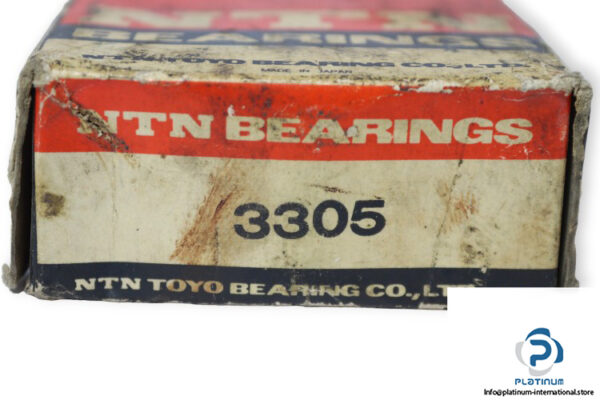 NTN
BEARINGS
NTN TOYO BEARING CO., LTD.
MADE IN JAPAN
NTN BEARINGS
3305
NTN TOYO BEARING CO., LT
PLATINUM
Info@platinum-international.store